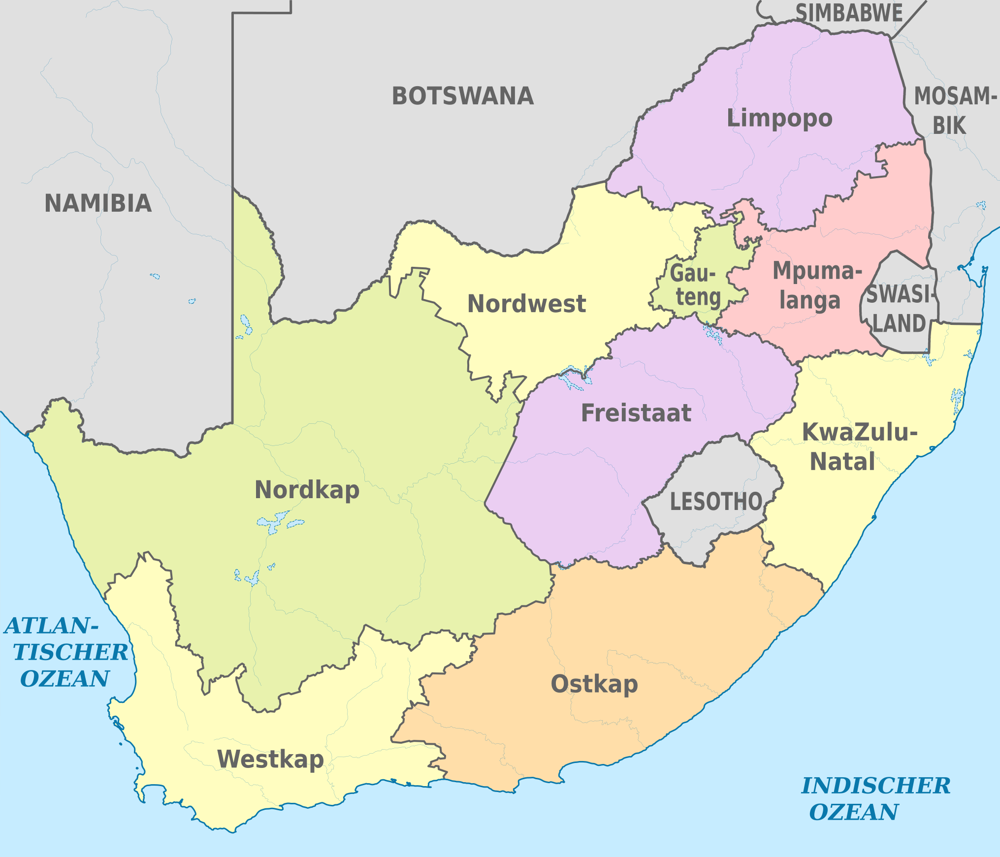 SIMBABWE
BOTSWANA
MOSAM-
BIK
Limpopo
NAMIBIA
Gau-
teng
Mpuma-
langa
SWASI-
LAND
Nordwest
Freistaat
KwaZulu-
Natal
Nordkap
LESOTHO
ATLAN-
TISCHER
OZEAN
Ostkap
Westkap
INDISCHER
OZEAN